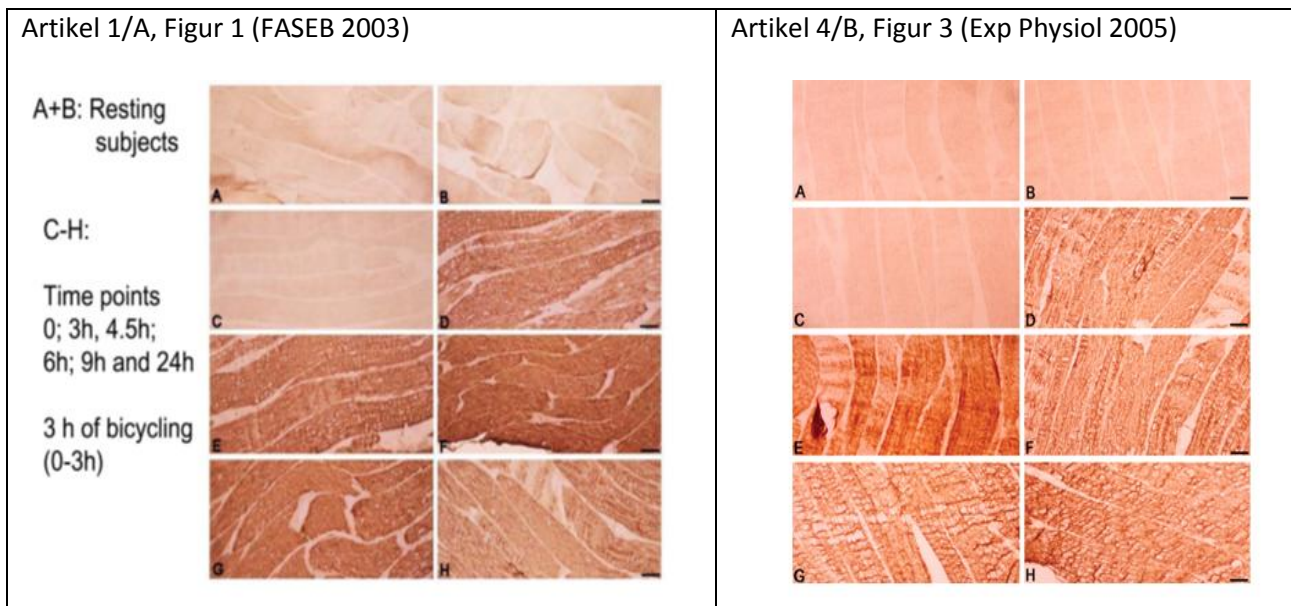 Artikel 1/A, Figur 1 (FASEB 2003)
A+B: Resting
subjects
C-H:
Time points
0; 3h, 4.5h;
6h; 9h and 24h
3 h of bicycling
(0-3h)
A
B
C
D
E
F
G
H
Artikel 4/B, Figur 3 (Exp Physiol 2005)
A
B
C
D
E
F
G
H